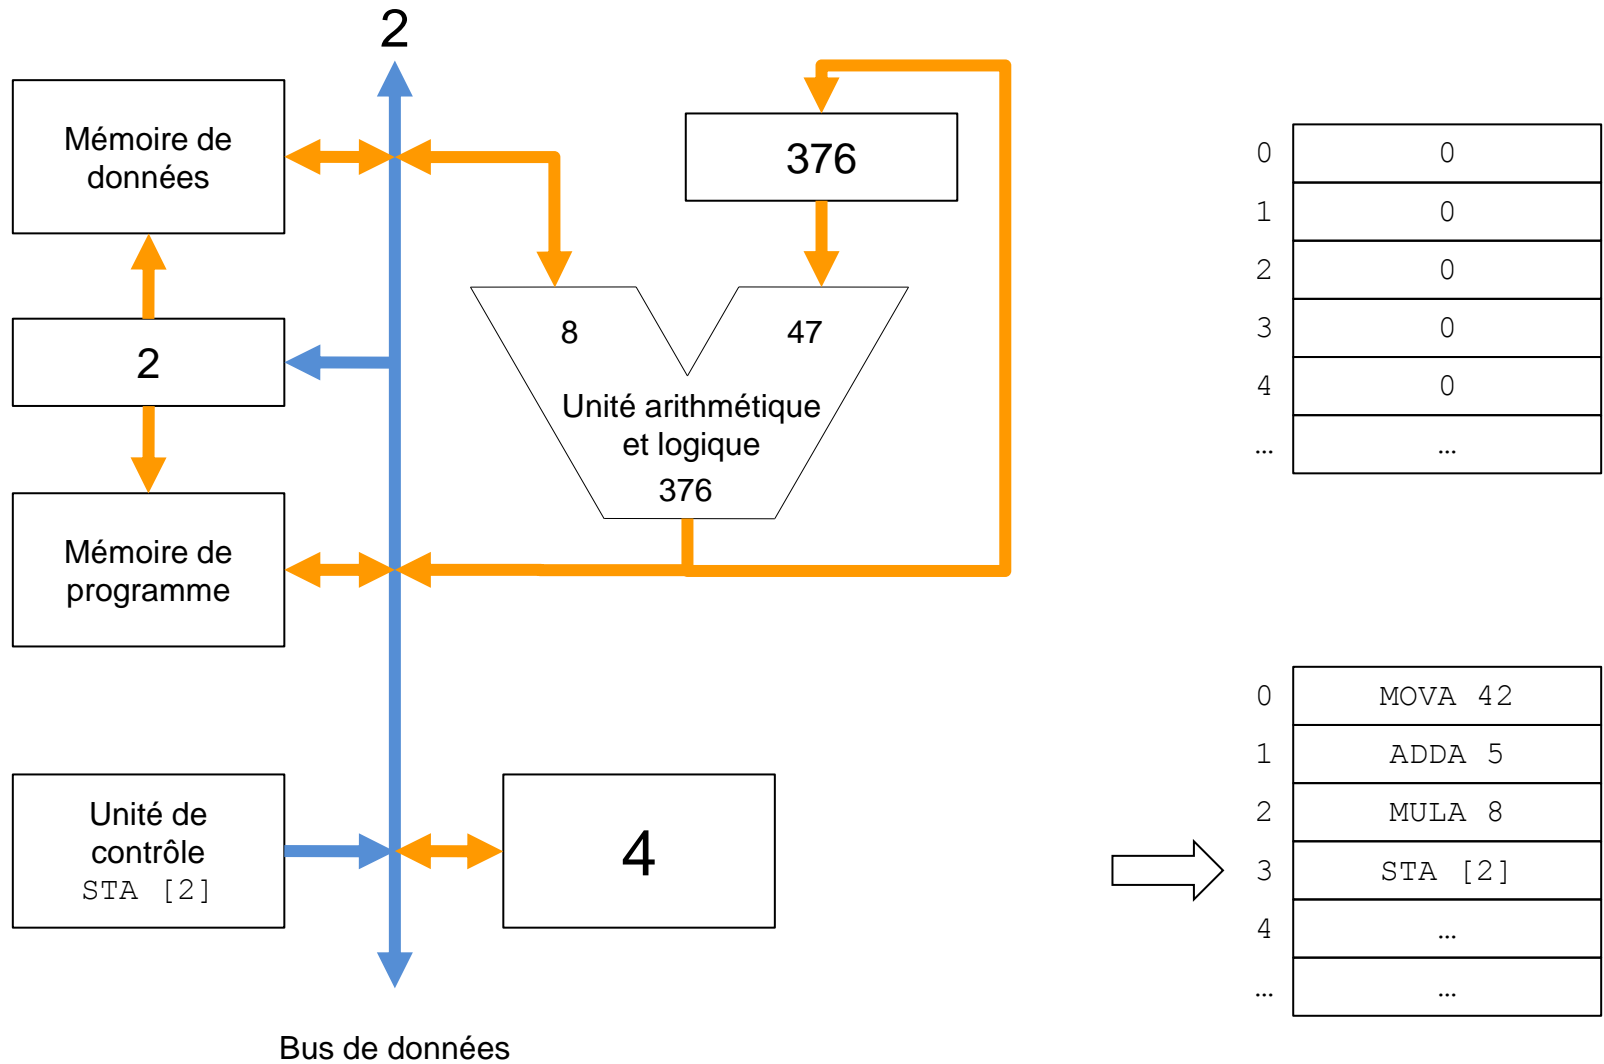 2
Mémoire de
données
376
2
8
47
Unité arithmétique
et logique
376
Mémoire de
programme
Unité de
contrôle
STA [2]
4
Bus de données
0 0
1 0
2 0
3 0
4 0
... ...
0 MOVA 42
1 ADDA 5
2 MULA 8
3 STA [2]
4 ...
... ...